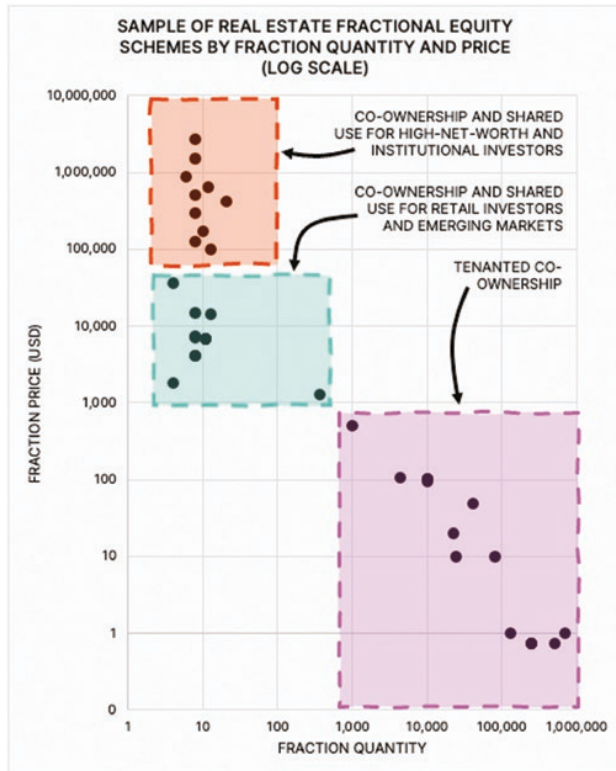 SAMPLE OF REAL ESTATE FRACTIONAL EQUITY
SCHEMES BY FRACTION QUANTITY AND PRICE
(LOG SCALE)
10,000,000
1,000,000
100,000
10,000
1,000
100
10
1
0
FRACTION PRICE (USD)
CO-OWNERSHIP AND SHARED
USE FOR HIGH-NET-WORTH AND
INSTITUTIONAL INVESTORS
CO-OWNERSHIP AND SHARED
USE FOR RETAIL INVESTORS
AND EMERGING MARKETS
TENANTED CO-
OWNERSHIP
1 10 100 1,000 10,000 100,000 1,000,000
FRACTION QUANTITY